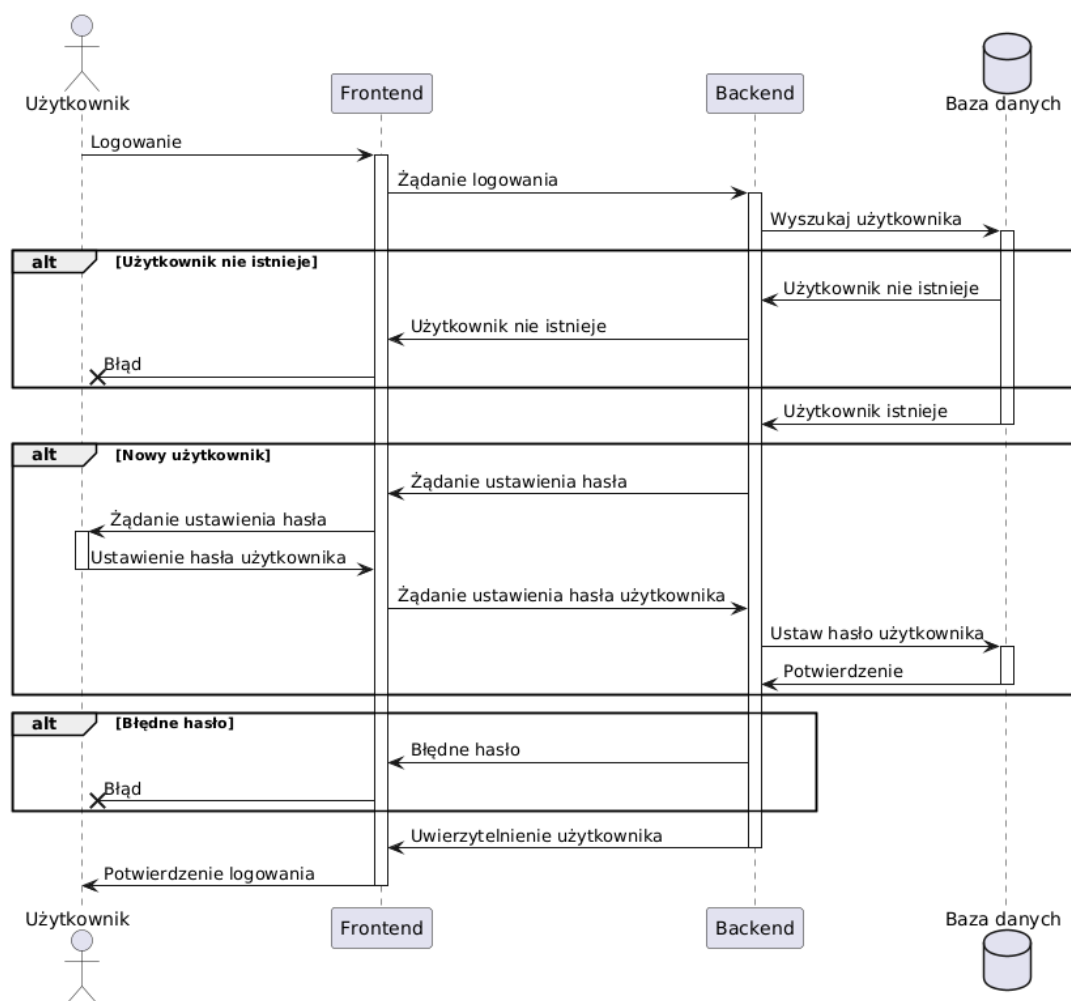 Użytkownik
Frontend
Backend
Baza danych
Logowanie
Żądanie logowania
Wyszukaj użytkownika
alt [Użytkownik nie istnieje]
Użytkownik nie istnieje
Użytkownik nie istnieje
Błąd
Użytkownik istnieje
alt [Nowy użytkownik]
Żądanie ustawienia hasła
Żądanie ustawienia hasła
Ustawienie hasła użytkownika
Żądanie ustawienia hasła użytkownika
Ustaw hasło użytkownika
Potwierdzenie
alt [Błędne hasło]
Błędne hasło
Błąd
Uwierzytelnienie użytkownika
Potwierdzenie logowania
Użytkownik
Frontend
Backend
Baza danych